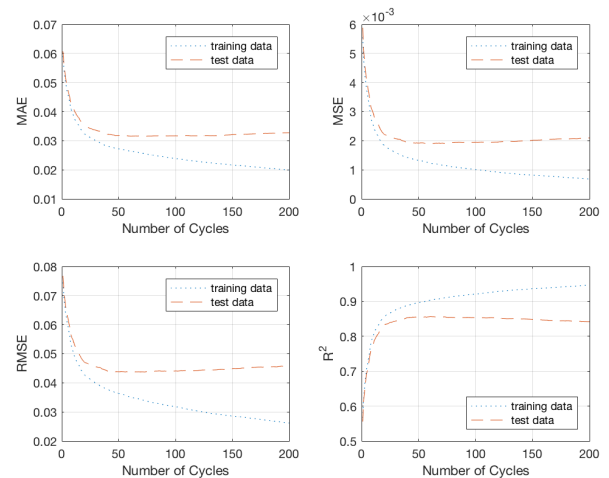 0.07
0.06
0.05
0.04
0.03
0.02
0.01
MAE
0 50 100 150 200
Number of Cycles
training data
test data
×10⁻³
6
5
4
3
2
1
0
MSE
0 50 100 150 200
Number of Cycles
training data
test data
0.08
0.07
0.06
0.05
0.04
0.03
0.02
RMSE
0 50 100 150 200
Number of Cycles
training data
test data
1
0.9
0.8
0.7
0.6
0.5
R²
0 50 100 150 200
Number of Cycles
training data
test data